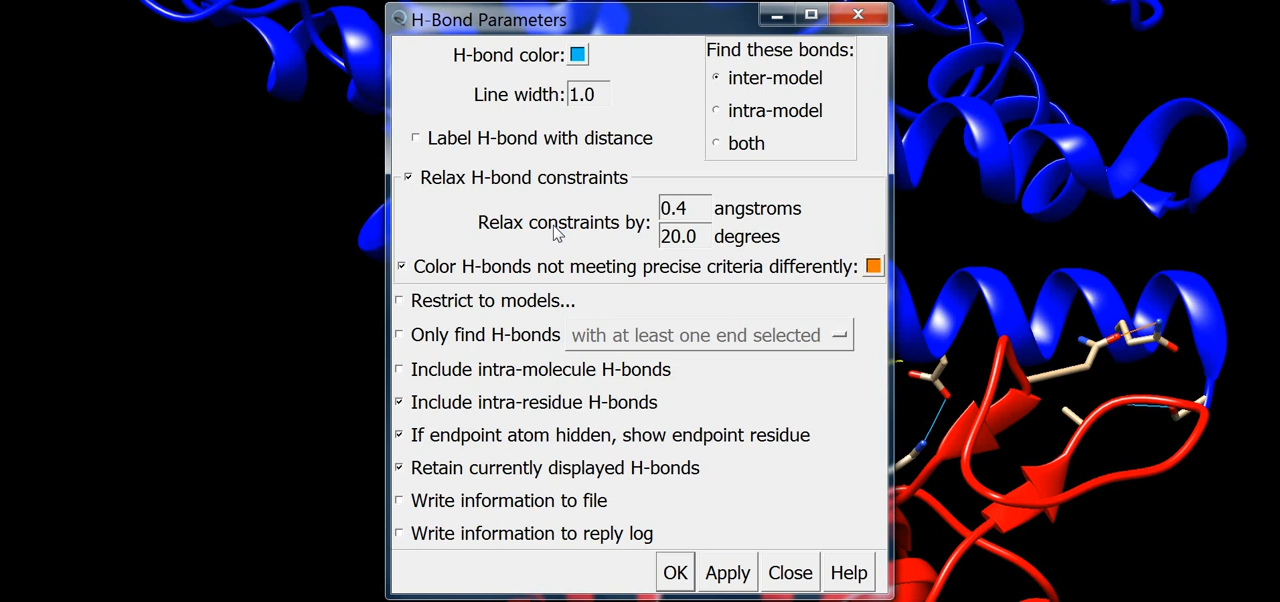 H-Bond Parameters
H-bond color:
Line width: 1.0
Label H-bond with distance
Find these bonds:
inter-model
intra-model
both
Relax H-bond constraints
Relax constraints by:
0.4 angstroms
20.0 degrees
Color H-bonds not meeting precise criteria differently:
Restrict to models...
Only find H-bonds with at least one end selected
Include intra-molecule H-bonds
Include intra-residue H-bonds
If endpoint atom hidden, show endpoint residue
Retain currently displayed H-bonds
Write information to file
Write information to reply log
OK Apply Close Help